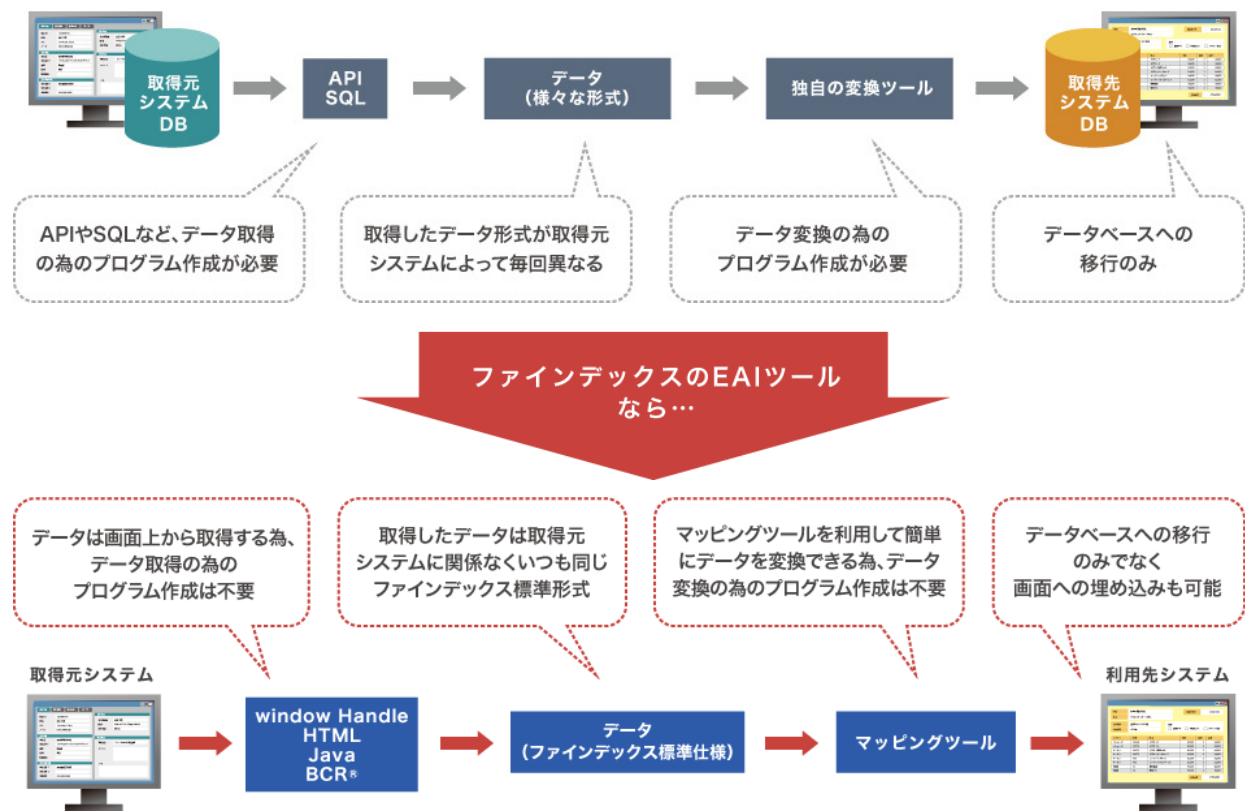 取得元
システム
DB
API
SQL
データ
(様々な形式)
独自の変換ツール
取得先
システム
DB
APIやSQLなど、データ取得
の為のプログラム作成が必要
取得したデータ形式が取得元
システムによって毎回異なる
データ変換の為の
プログラム作成が必要
データベースへの
移行のみ
ファインデックスのEAIツール
なら…
データは画面上から取得する為、
データ取得の為の
プログラム作成は不要
取得したデータは取得元
システムに関係なくいつも同じ
ファインデックス標準形式
マッピングツールを利用して簡単
にデータを変換できる為、データ
変換の為のプログラム作成は不要
データベースへの移行
のみでなく
画面への埋め込みも可能
取得元システム
window Handle
HTML
Java
BCR®
データ
(ファインデックス標準仕様)
マッピングツール
利用先システム